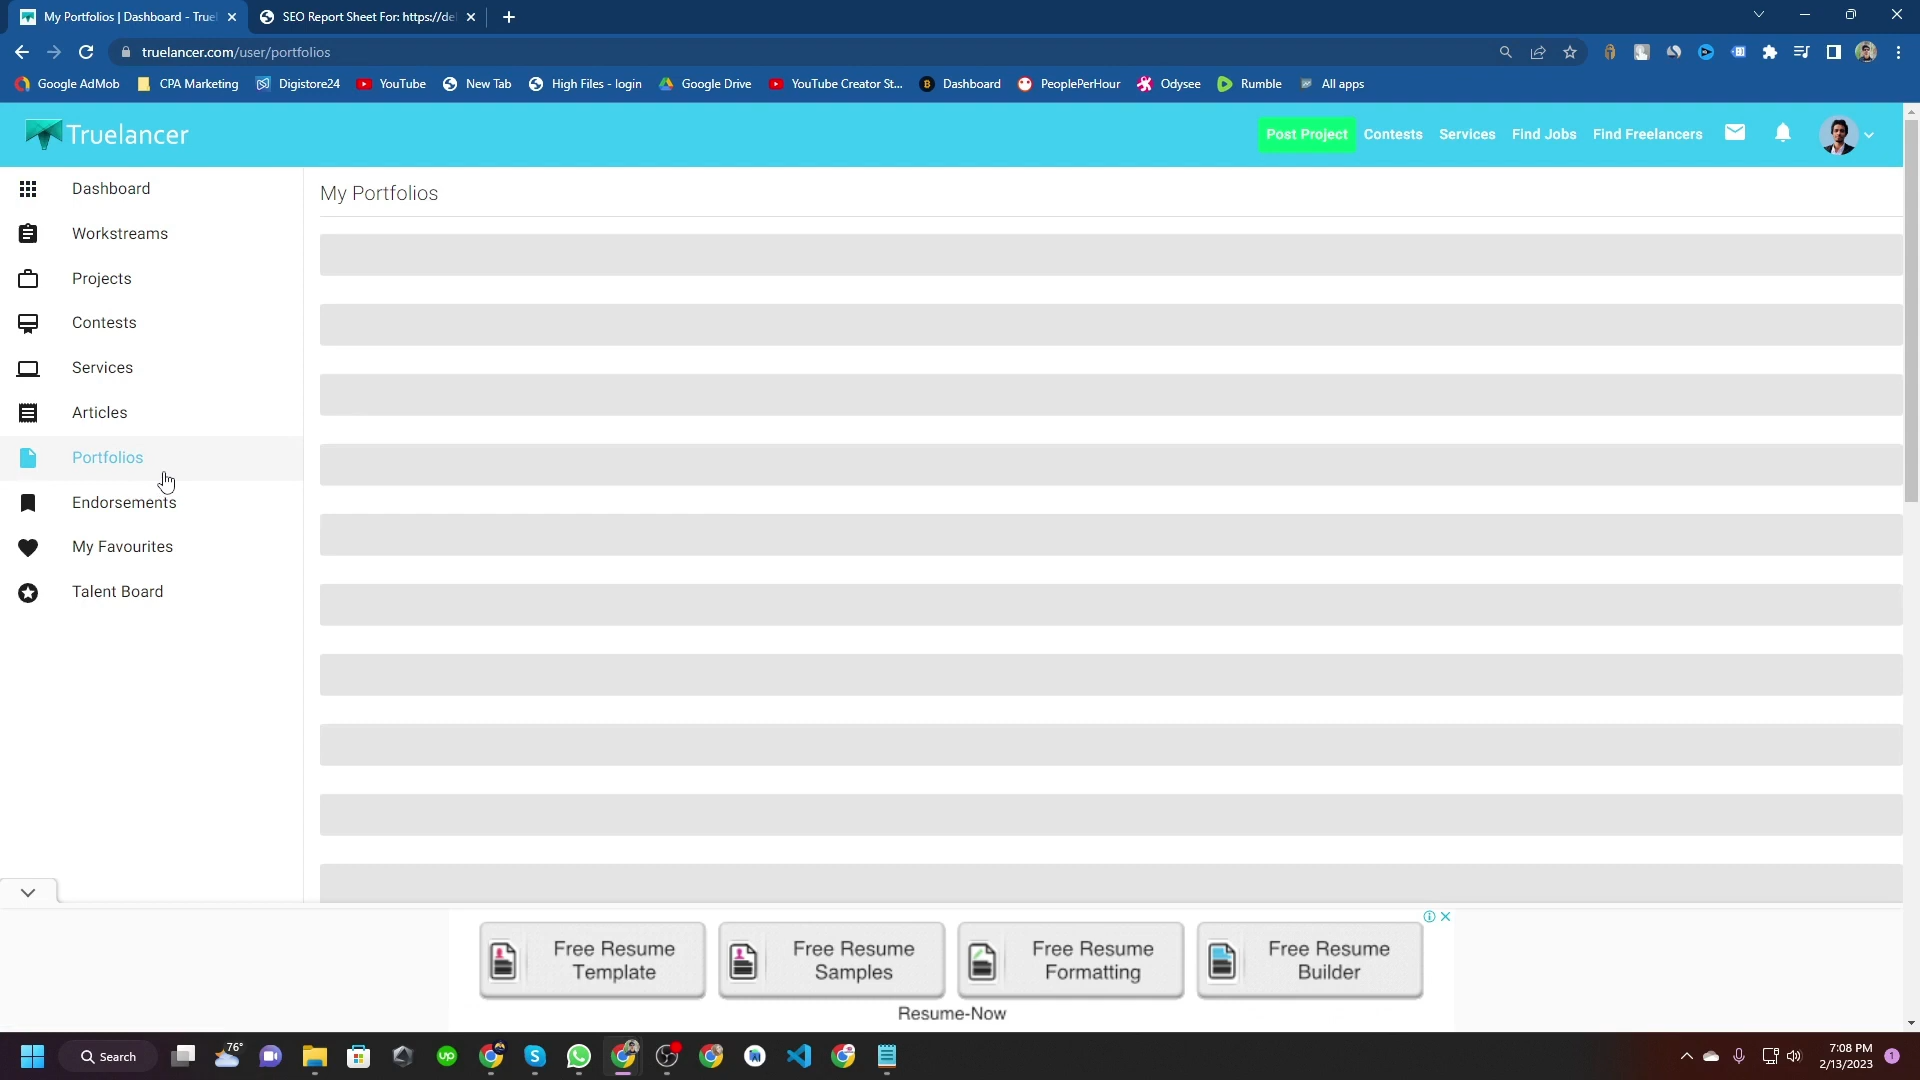 My Portfolios | Dashboard - True
SEO Report Sheet For: https://de
truelancer.com/user/portfolios
Google AdMob
CPA Marketing
Digistore24
YouTube
New Tab
High Files - login
Google Drive
YouTube Creator St...
Dashboard
PeoplePerHour
Odysee
Rumble
All apps
Truelancer
Post Project
Contests
Services
Find Jobs
Find Freelancers
Dashboard
Workstreams
Projects
Contests
Services
Articles
Portfolios
Endorsements
My Favourites
Talent Board
My Portfolios
Free Resume
Template
Free Resume
Samples
Free Resume
Formatting
Free Resume
Builder
Resume-Now
Search
76°
up
7:08 PM
2/13/2023
1